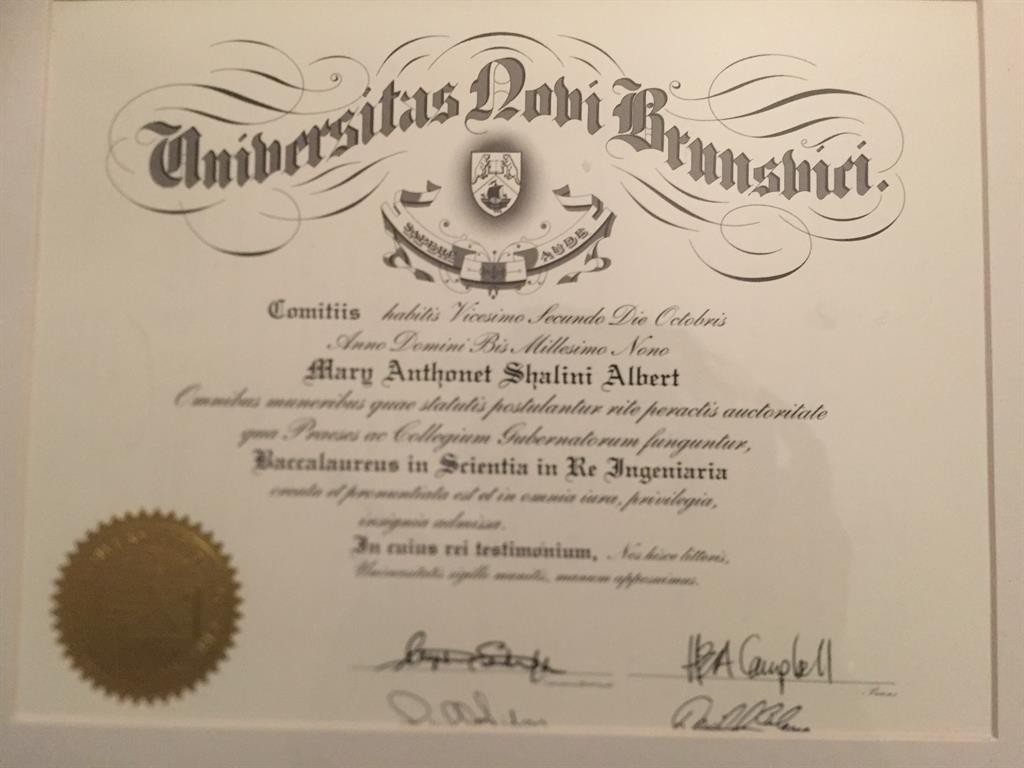 Universitas Novi Brunsvici.
SAPERE AUDE
Comitiis habitis Vicesimo Secundo Die Octobris
Anno Domini Bis Millesimo Nono
Mary Anthonet Shalini Albert
Omnibus muneribus quae statutis postulantur rite peractis auctoritate
qua Praeses ac Collegium Gubernatorum funguntur,
Baccalaureus in Scientia in Re Ingeniaria
creata et pronuntiata est et in omnia iura, privilegia,
insignia admissa.
In cuius rei testimonium, Nos hisce litteris,
Universitatis sigillo munitis, manum apposuimus.
HEA Campbell